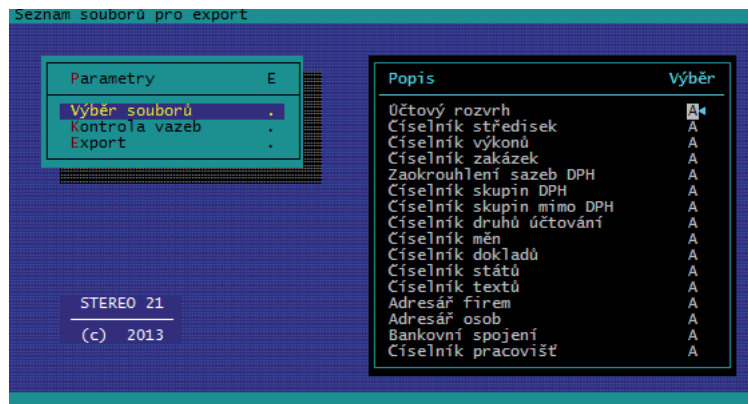 Seznam souborů pro export
Parametry E
Výběr souborů .
Kontrola vazeb .
Export .
STEREO 21
(c) 2013
Popis Výběr
Účtový rozvrh A
Číselník středisek A
Číselník výkonů A
Číselník zakázek A
Zaokrouhlení sazeb DPH A
Číselník skupin DPH A
Číselník skupin mimo DPH A
Číselník druhů účtování A
Číselník měn A
Číselník dokladů A
Číselník států A
Číselník textů A
Adresář firem A
Adresář osob A
Bankovní spojení A
Číselník pracovišť A